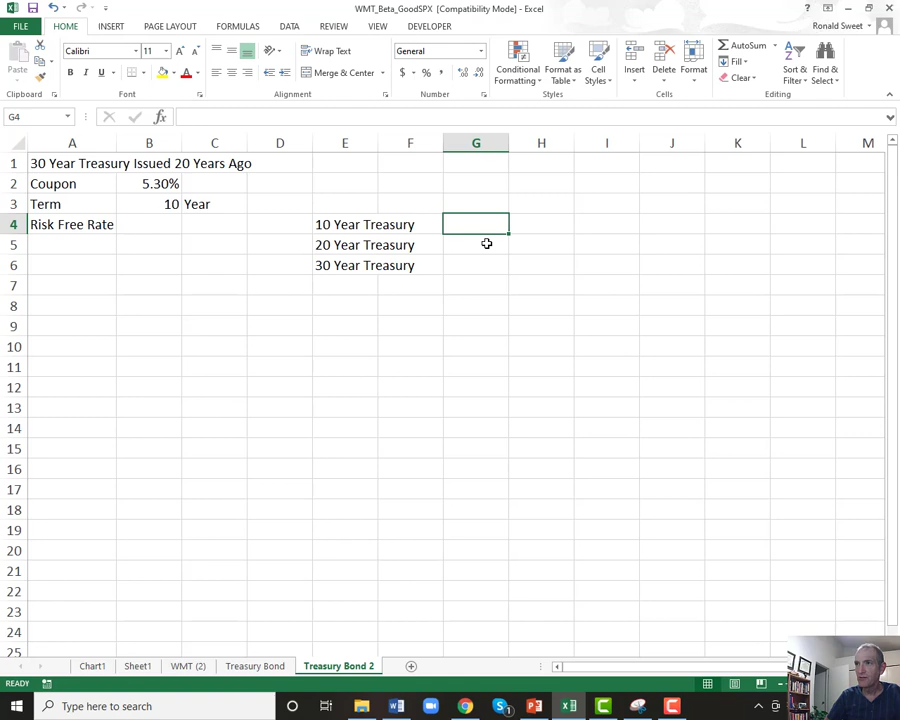 WMT_Beta_GoodSPX [Compatibility Mode] - Excel
FILE HOME INSERT PAGE LAYOUT FORMULAS DATA REVIEW VIEW DEVELOPER Ronald Sweet
Paste Calibri 11 Wrap Text General Conditional Formatting Format as Table Cell Styles Insert Delete Format AutoSum Fill Clear Sort & Filter Find & Select
B I U A Merge & Center $ % ,
Clipboard Font Alignment Number Styles Cells Editing
G4 fx
A B C D E F G H I J K L M
1 30 Year Treasury Issued 20 Years Ago
2 Coupon 5.30%
3 Term 10 Year
4 Risk Free Rate 10 Year Treasury
5 20 Year Treasury
6 30 Year Treasury
7
8
9
10
11
12
13
14
15
16
17
18
19
20
21
22
23
24
25
Chart1 Sheet1 WMT (2) Treasury Bond Treasury Bond 2
READY
Type here to search